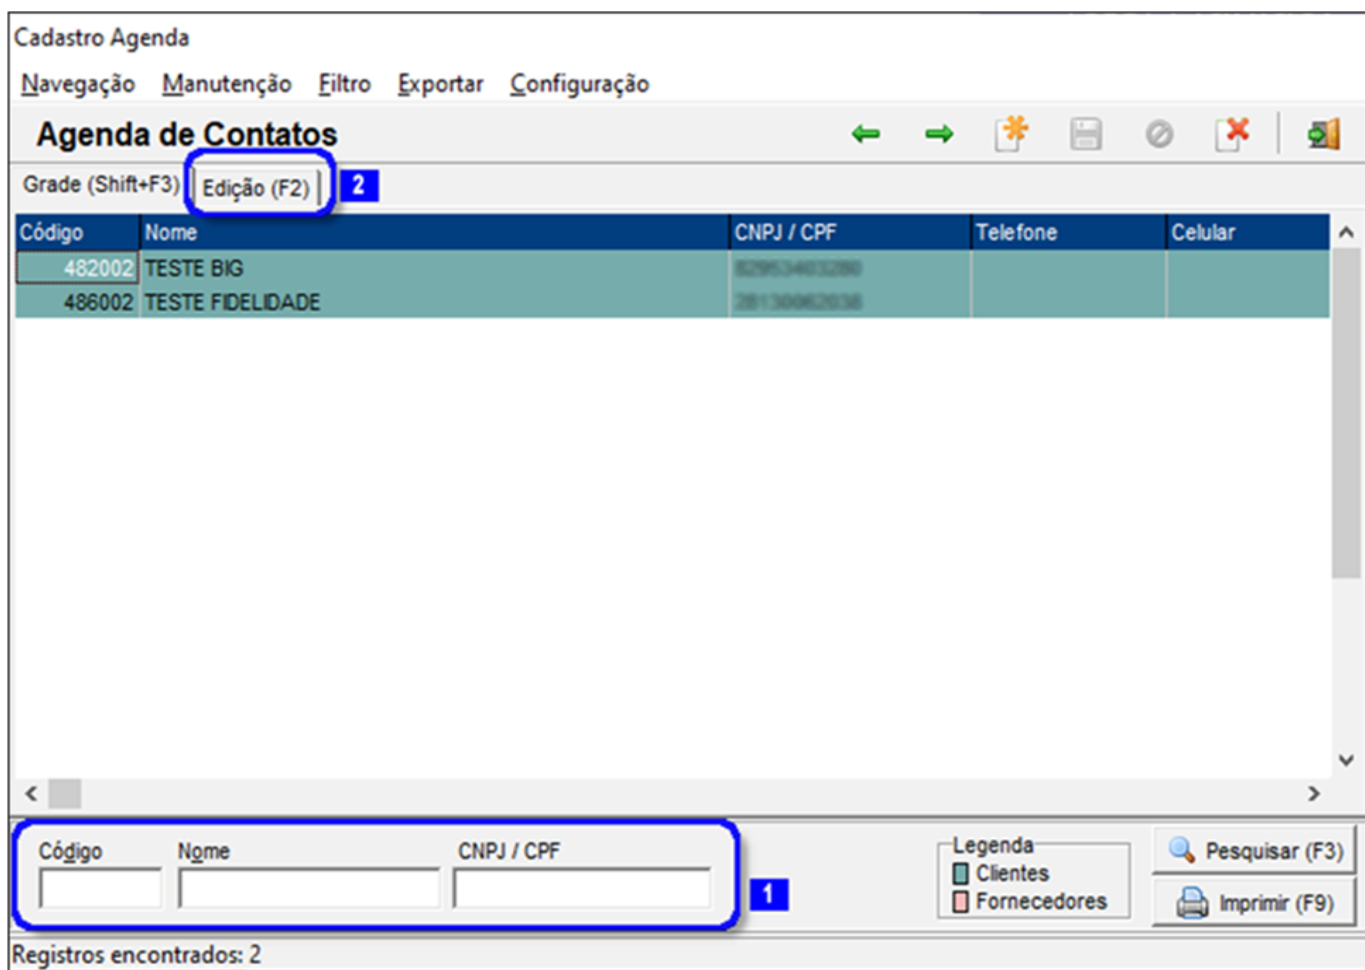 Cadastro Agenda
Navegação Manutenção Filtro Exportar Configuração
Agenda de Contatos
Grade (Shift+F3) Edição (F2) 2
Código Nome CNPJ / CPF Telefone Celular
482002 TESTE BIG
486002 TESTE FIDELIDADE
Código Nome CNPJ / CPF
1
Legenda
Clientes
Fornecedores
Pesquisar (F3)
Imprimir (F9)
Registros encontrados: 2